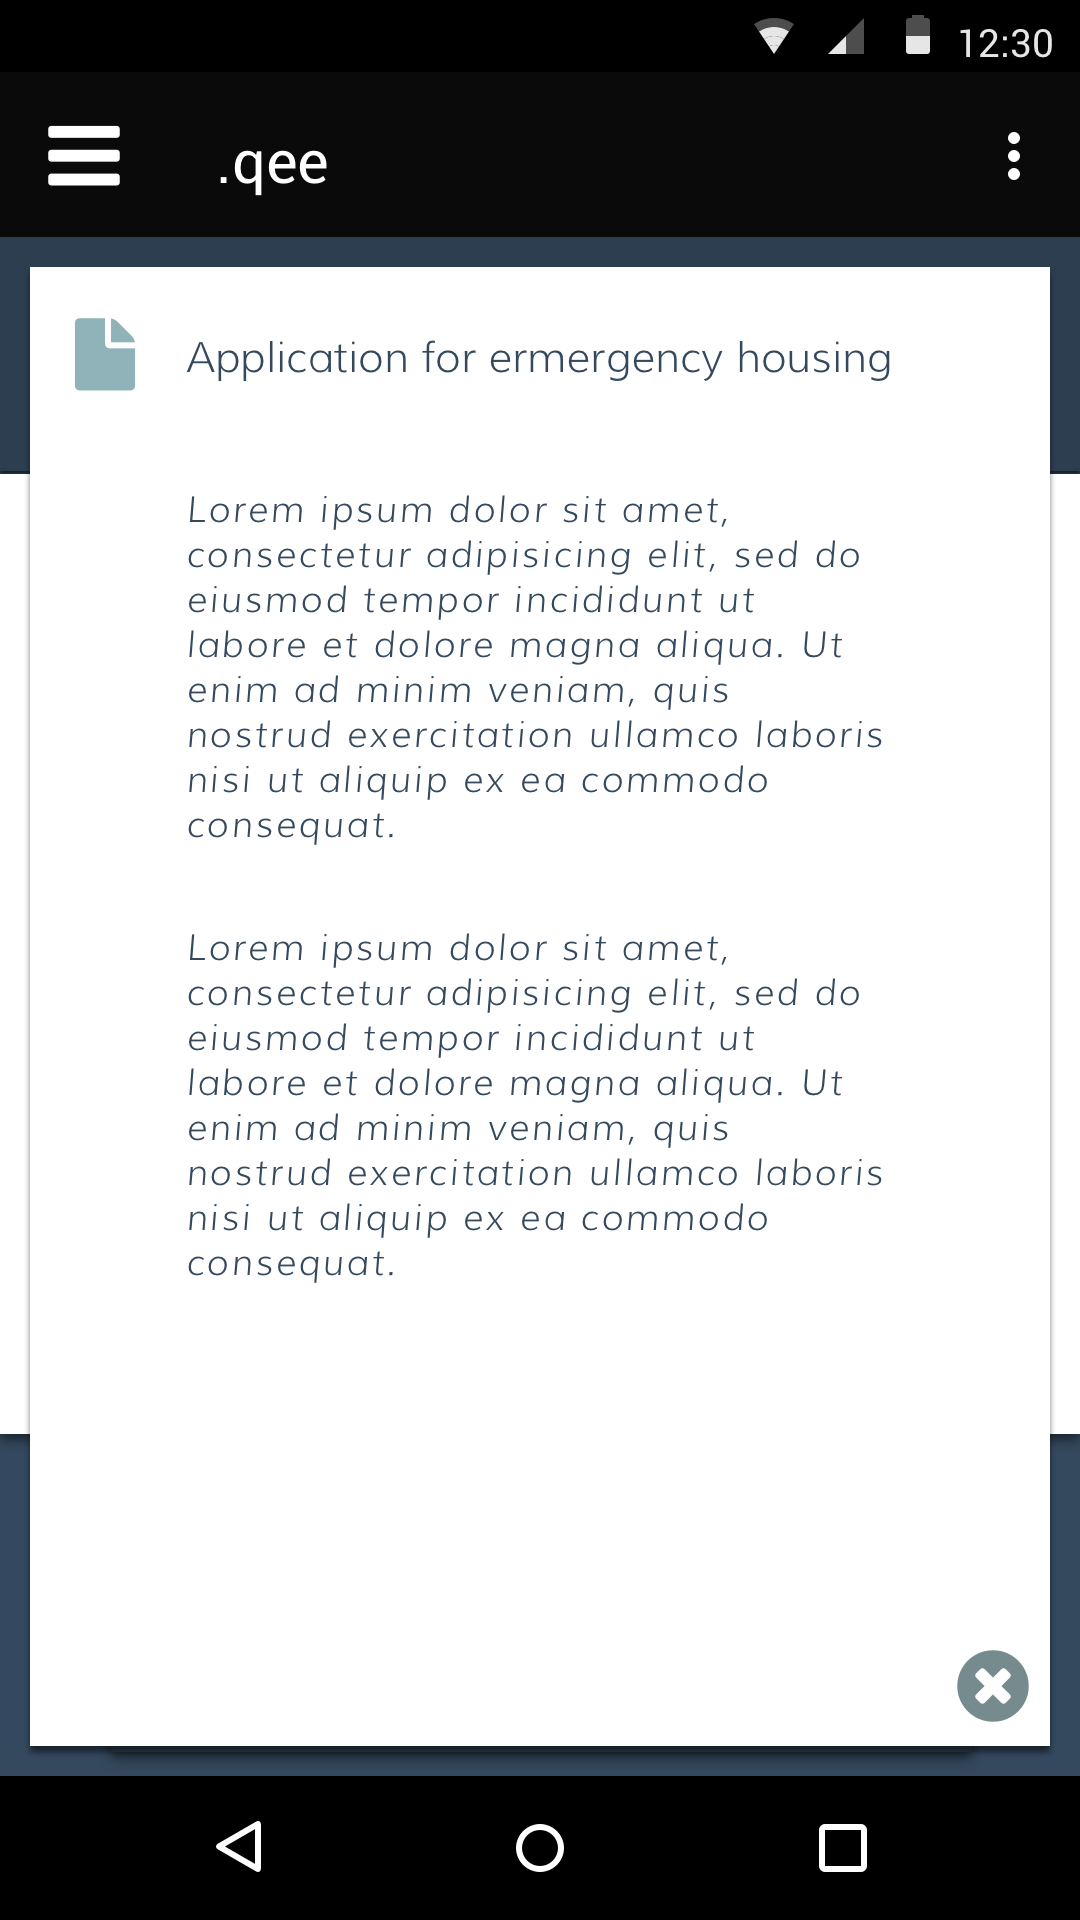 12:30
.qee
Application for ermergency housing
Lorem ipsum dolor sit amet,
consectetur adipisicing elit, sed do
eiusmod tempor incididunt ut
labore et dolore magna aliqua. Ut
enim ad minim veniam, quis
nostrud exercitation ullamco laboris
nisi ut aliquip ex ea commodo
consequat.
Lorem ipsum dolor sit amet,
consectetur adipisicing elit, sed do
eiusmod tempor incididunt ut
labore et dolore magna aliqua. Ut
enim ad minim veniam, quis
nostrud exercitation ullamco laboris
nisi ut aliquip ex ea commodo
consequat.